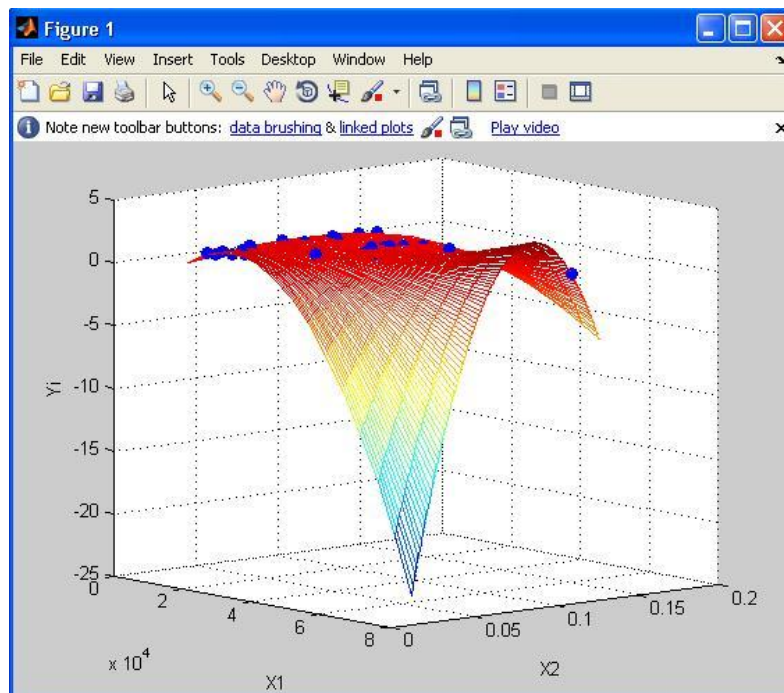 Figure 1
File Edit View Insert Tools Desktop Window Help
Note new toolbar buttons: data brushing & linked plots Play video
5
0
-5
-10
-15
-20
-25
Yi
0
2
4
6
8
x 10^4
X1
0
0.05
0.1
0.15
0.2
X2